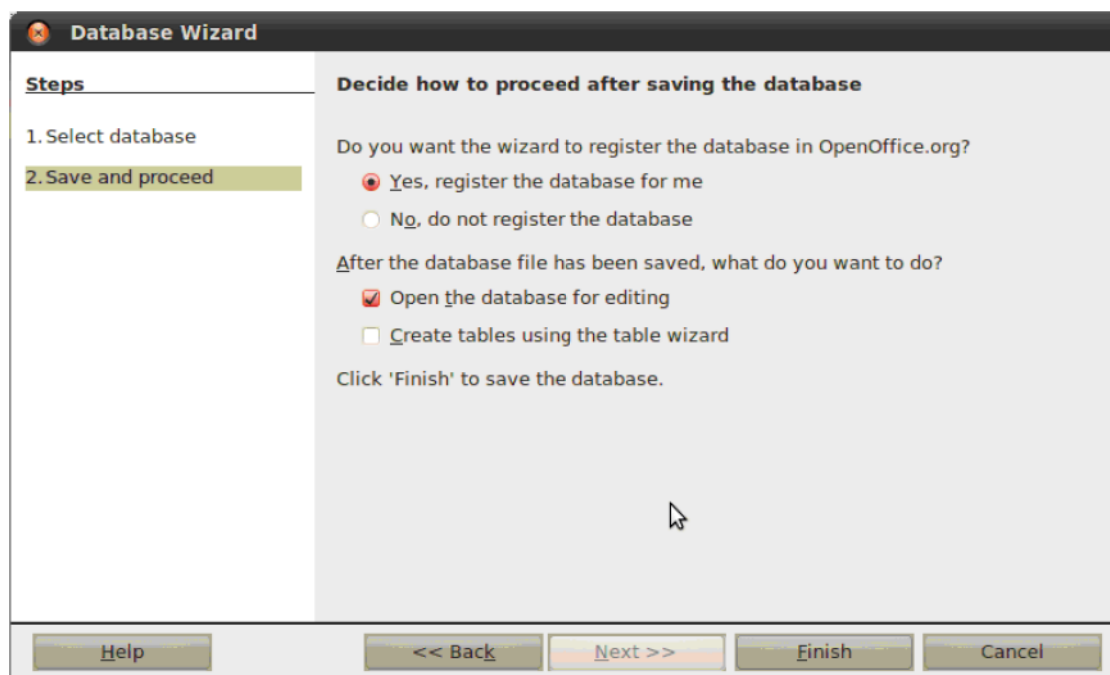 Database Wizard
Steps
1. Select database
2. Save and proceed
Decide how to proceed after saving the database
Do you want the wizard to register the database in OpenOffice.org?
Yes, register the database for me
No, do not register the database
After the database file has been saved, what do you want to do?
Open the database for editing
Create tables using the table wizard
Click 'Finish' to save the database.
Help
<< Back
Next >>
Finish
Cancel